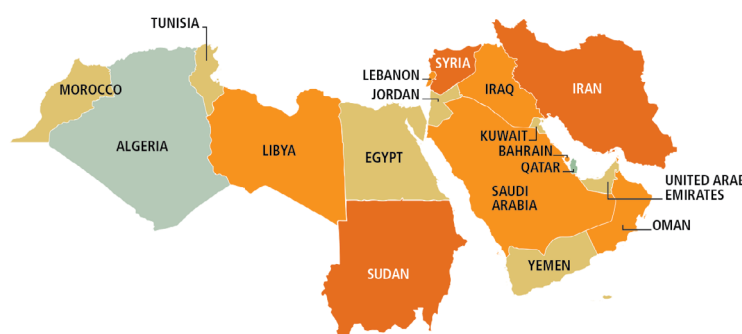 TUNISIA
MOROCCO
ALGERIA
LIBYA
EGYPT
SUDAN
LEBANON
JORDAN
SYRIA
IRAQ
IRAN
KUWAIT
BAHRAIN
QATAR
SAUDI
ARABIA
UNITED ARAB
EMIRATES
OMAN
YEMEN